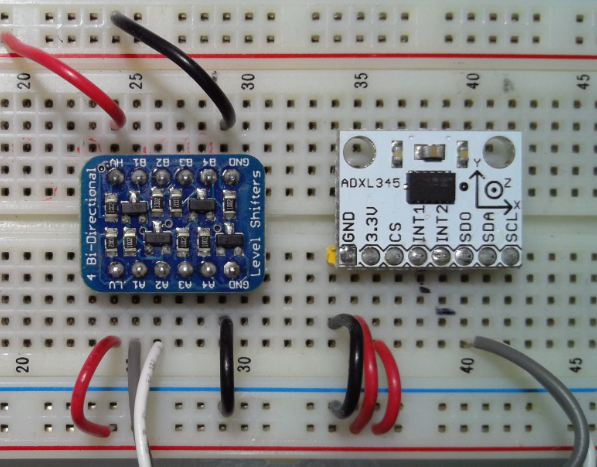 20
25
30
35
40
45
4 Bi-Directional
HV B1 B2 B3 B4 GND
LV A1 A2 A3 A4 GND
Level Shifters
ADXL345
Y
Z
X
GND
3.3V
CS
INT1
INT2
SDO
SDA
SCL
20
30
40
45